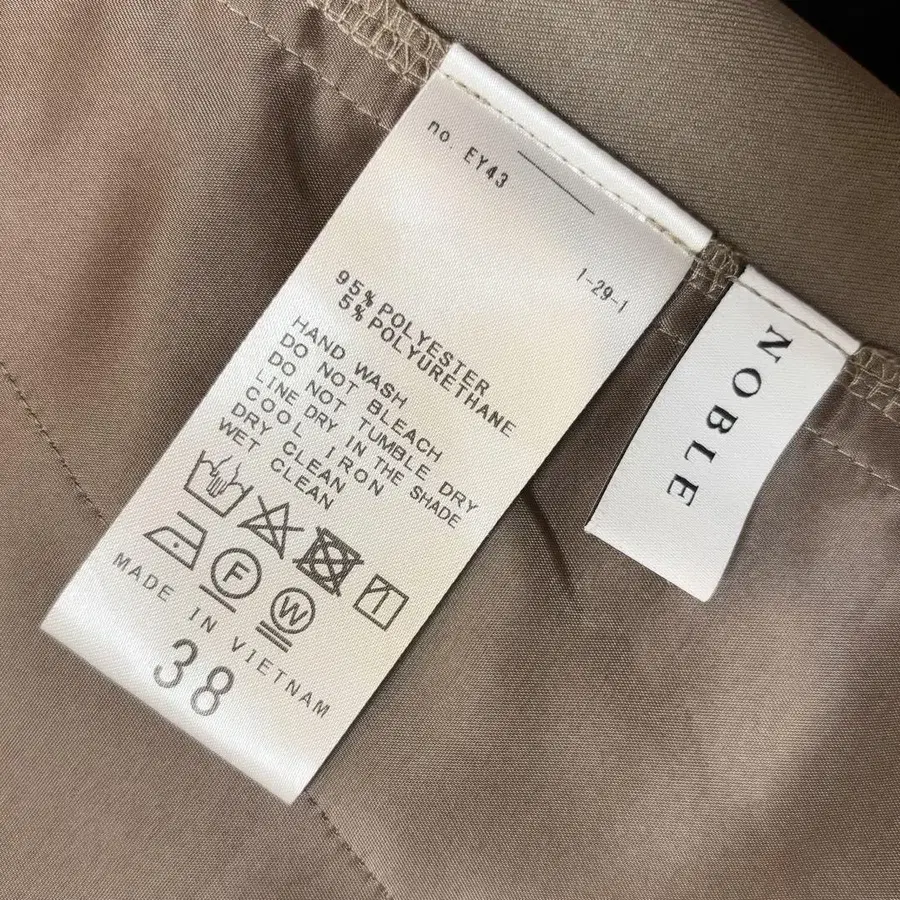 no. EY43
1-29-1
95% POLYESTER
5% POLYURETHANE
HAND WASH
DO NOT BLEACH
DO NOT TUMBLE DRY
LINE DRY IN THE SHADE
COOL IRON
DRY CLEAN
WET CLEAN
F
W
MADE IN VIETNAM
38
NOBLE